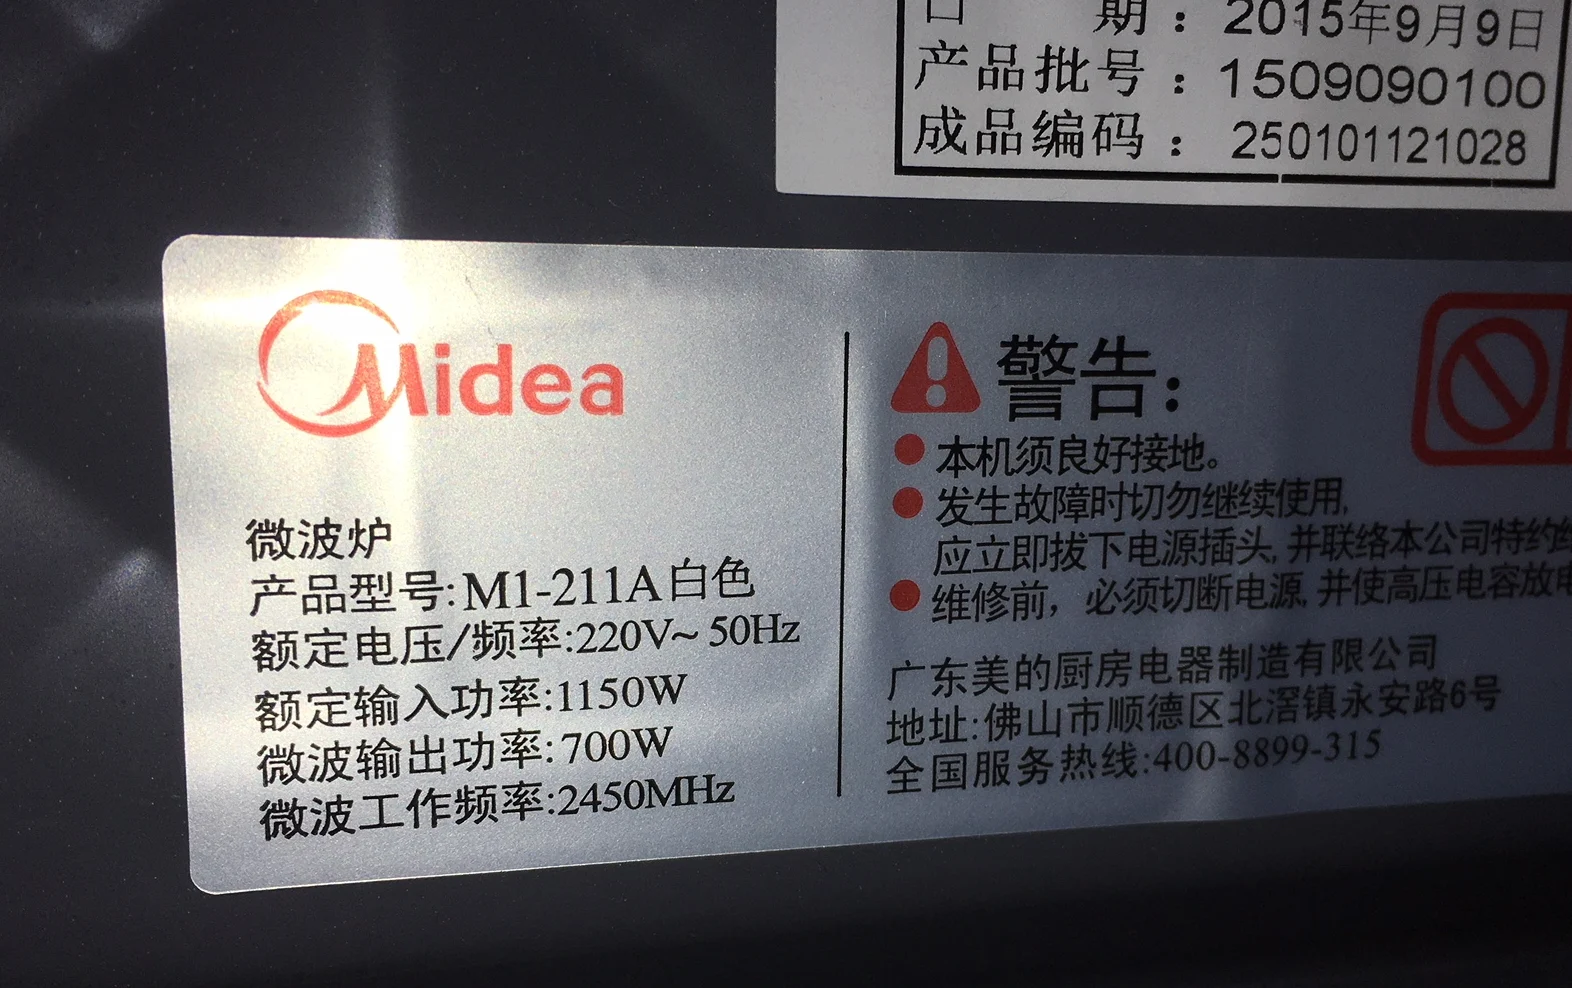 日 期：2015年9月9日
产品批号：1509090100
成品编码：250101121028
Midea
微波炉
产品型号:M1-211A白色
额定电压/频率:220V~ 50Hz
额定输入功率:1150W
微波输出功率:700W
微波工作频率:2450MHz
警告:
本机须良好接地。
发生故障时切勿继续使用,
应立即拔下电源插头,并联络本公司特约
维修前，必须切断电源,并使高压电容放电
广东美的厨房电器制造有限公司
地址:佛山市顺德区北滘镇永安路6号
全国服务热线:400-8899-315